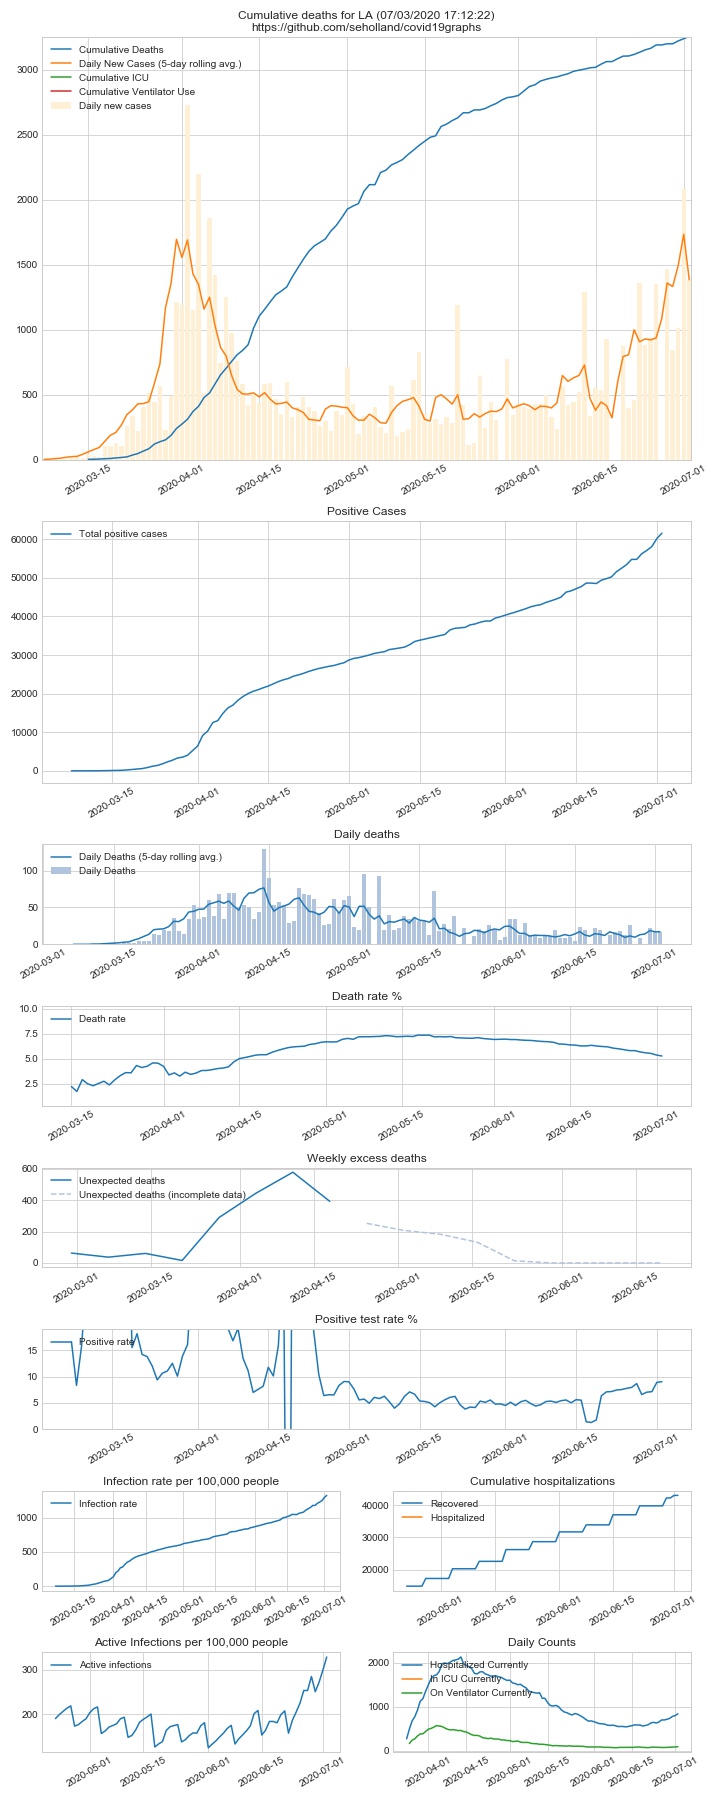 Cumulative deaths for LA (07/03/2020 17:12:22)
https://github.com/seholland/covid19graphs
Cumulative Deaths
Daily New Cases (5-day rolling avg.)
Cumulative ICU
Cumulative Ventilator Use
Daily new cases
3000
2500
2000
1500
1000
500
0
2020-03-15 2020-04-01 2020-04-15 2020-05-01 2020-05-15 2020-06-01 2020-06-15 2020-07-01
Positive Cases
Total positive cases
60000
50000
40000
30000
20000
10000
0
2020-03-15 2020-04-01 2020-04-15 2020-05-01 2020-05-15 2020-06-01 2020-06-15 2020-07-01
Daily deaths
Daily Deaths (5-day rolling avg.)
Daily Deaths
100
50
0
2020-03-01 2020-03-15 2020-04-01 2020-04-15 2020-05-01 2020-05-15 2020-06-01 2020-06-15 2020-07-01
Death rate %
Death rate
10.0
7.5
5.0
2.5
2020-03-15 2020-04-01 2020-04-15 2020-05-01 2020-05-15 2020-06-01 2020-06-15 2020-07-01
Weekly excess deaths
Unexpected deaths
Unexpected deaths (incomplete data)
600
400
200
0
2020-03-01 2020-03-15 2020-04-01 2020-04-15 2020-05-01 2020-05-15 2020-06-01 2020-06-15
Positive test rate %
Positive rate
15
10
5
0
2020-03-15 2020-04-01 2020-04-15 2020-05-01 2020-05-15 2020-06-01 2020-06-15 2020-07-01
Infection rate per 100,000 people
Infection rate
1000
500
0
2020-03-15 2020-04-01 2020-04-15 2020-05-01 2020-05-15 2020-06-01 2020-06-15 2020-07-01
Cumulative hospitalizations
Recovered
Hospitalized
40000
30000
20000
2020-05-01 2020-05-15 2020-06-01 2020-06-15 2020-07-01
Active Infections per 100,000 people
Active infections
300
200
2020-05-01 2020-05-15 2020-06-01 2020-06-15 2020-07-01
Daily Counts
Hospitalized Currently
In ICU Currently
On Ventilator Currently
2000
1000
0
2020-04-01 2020-04-15 2020-05-01 2020-05-15 2020-06-01 2020-06-15 2020-07-01